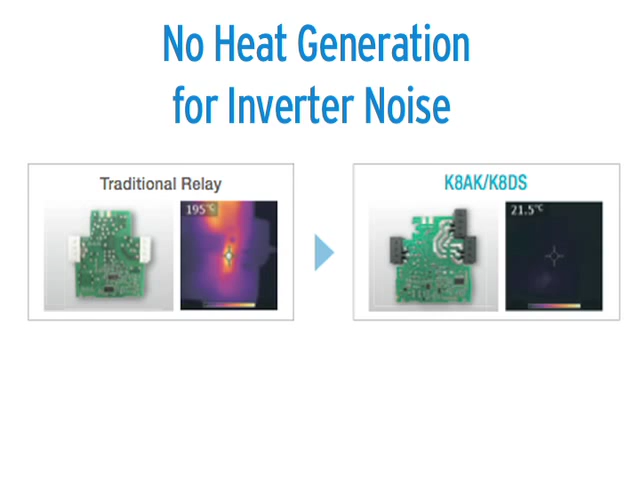 No Heat Generation
for Inverter Noise
Traditional Relay
K8AK/K8DS
195°C
21.5°C